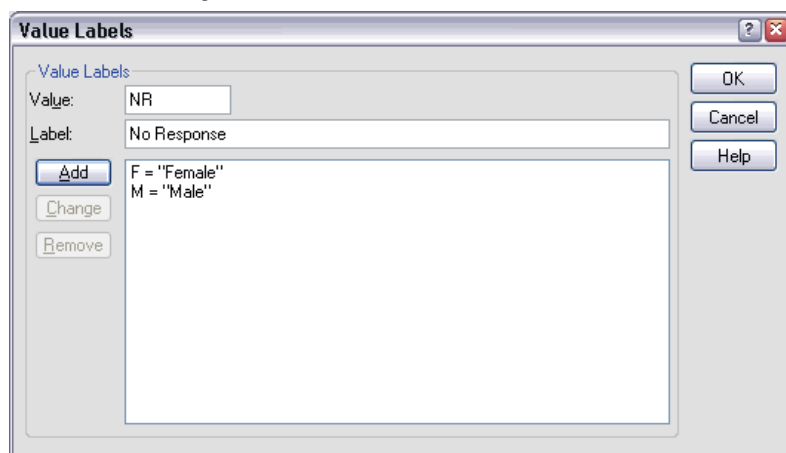 Value Labels
?
Value Labels
Value: NR
Label: No Response
OK
Cancel
Help
Add
Change
Remove
F = "Female"
M = "Male"